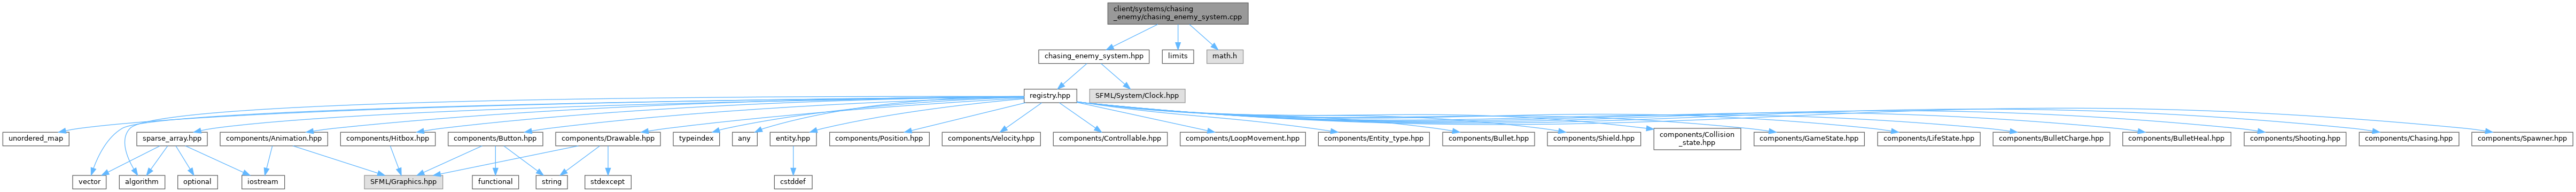 client/systems/chasing
_enemy/chasing_enemy_system.cpp
chasing_enemy_system.hpp
limits
math.h
registry.hpp
SFML/System/Clock.hpp
unordered_map
sparse_array.hpp
components/Animation.hpp
components/Hitbox.hpp
components/Button.hpp
components/Drawable.hpp
typeindex
any
entity.hpp
components/Position.hpp
components/Velocity.hpp
components/Controllable.hpp
components/LoopMovement.hpp
components/Entity_type.hpp
components/Bullet.hpp
components/Shield.hpp
components/Collision
_state.hpp
components/GameState.hpp
components/LifeState.hpp
components/BulletCharge.hpp
components/BulletHeal.hpp
components/Shooting.hpp
components/Chasing.hpp
components/Spawner.hpp
vector
algorithm
optional
iostream
SFML/Graphics.hpp
functional
string
stdexcept
cstddef